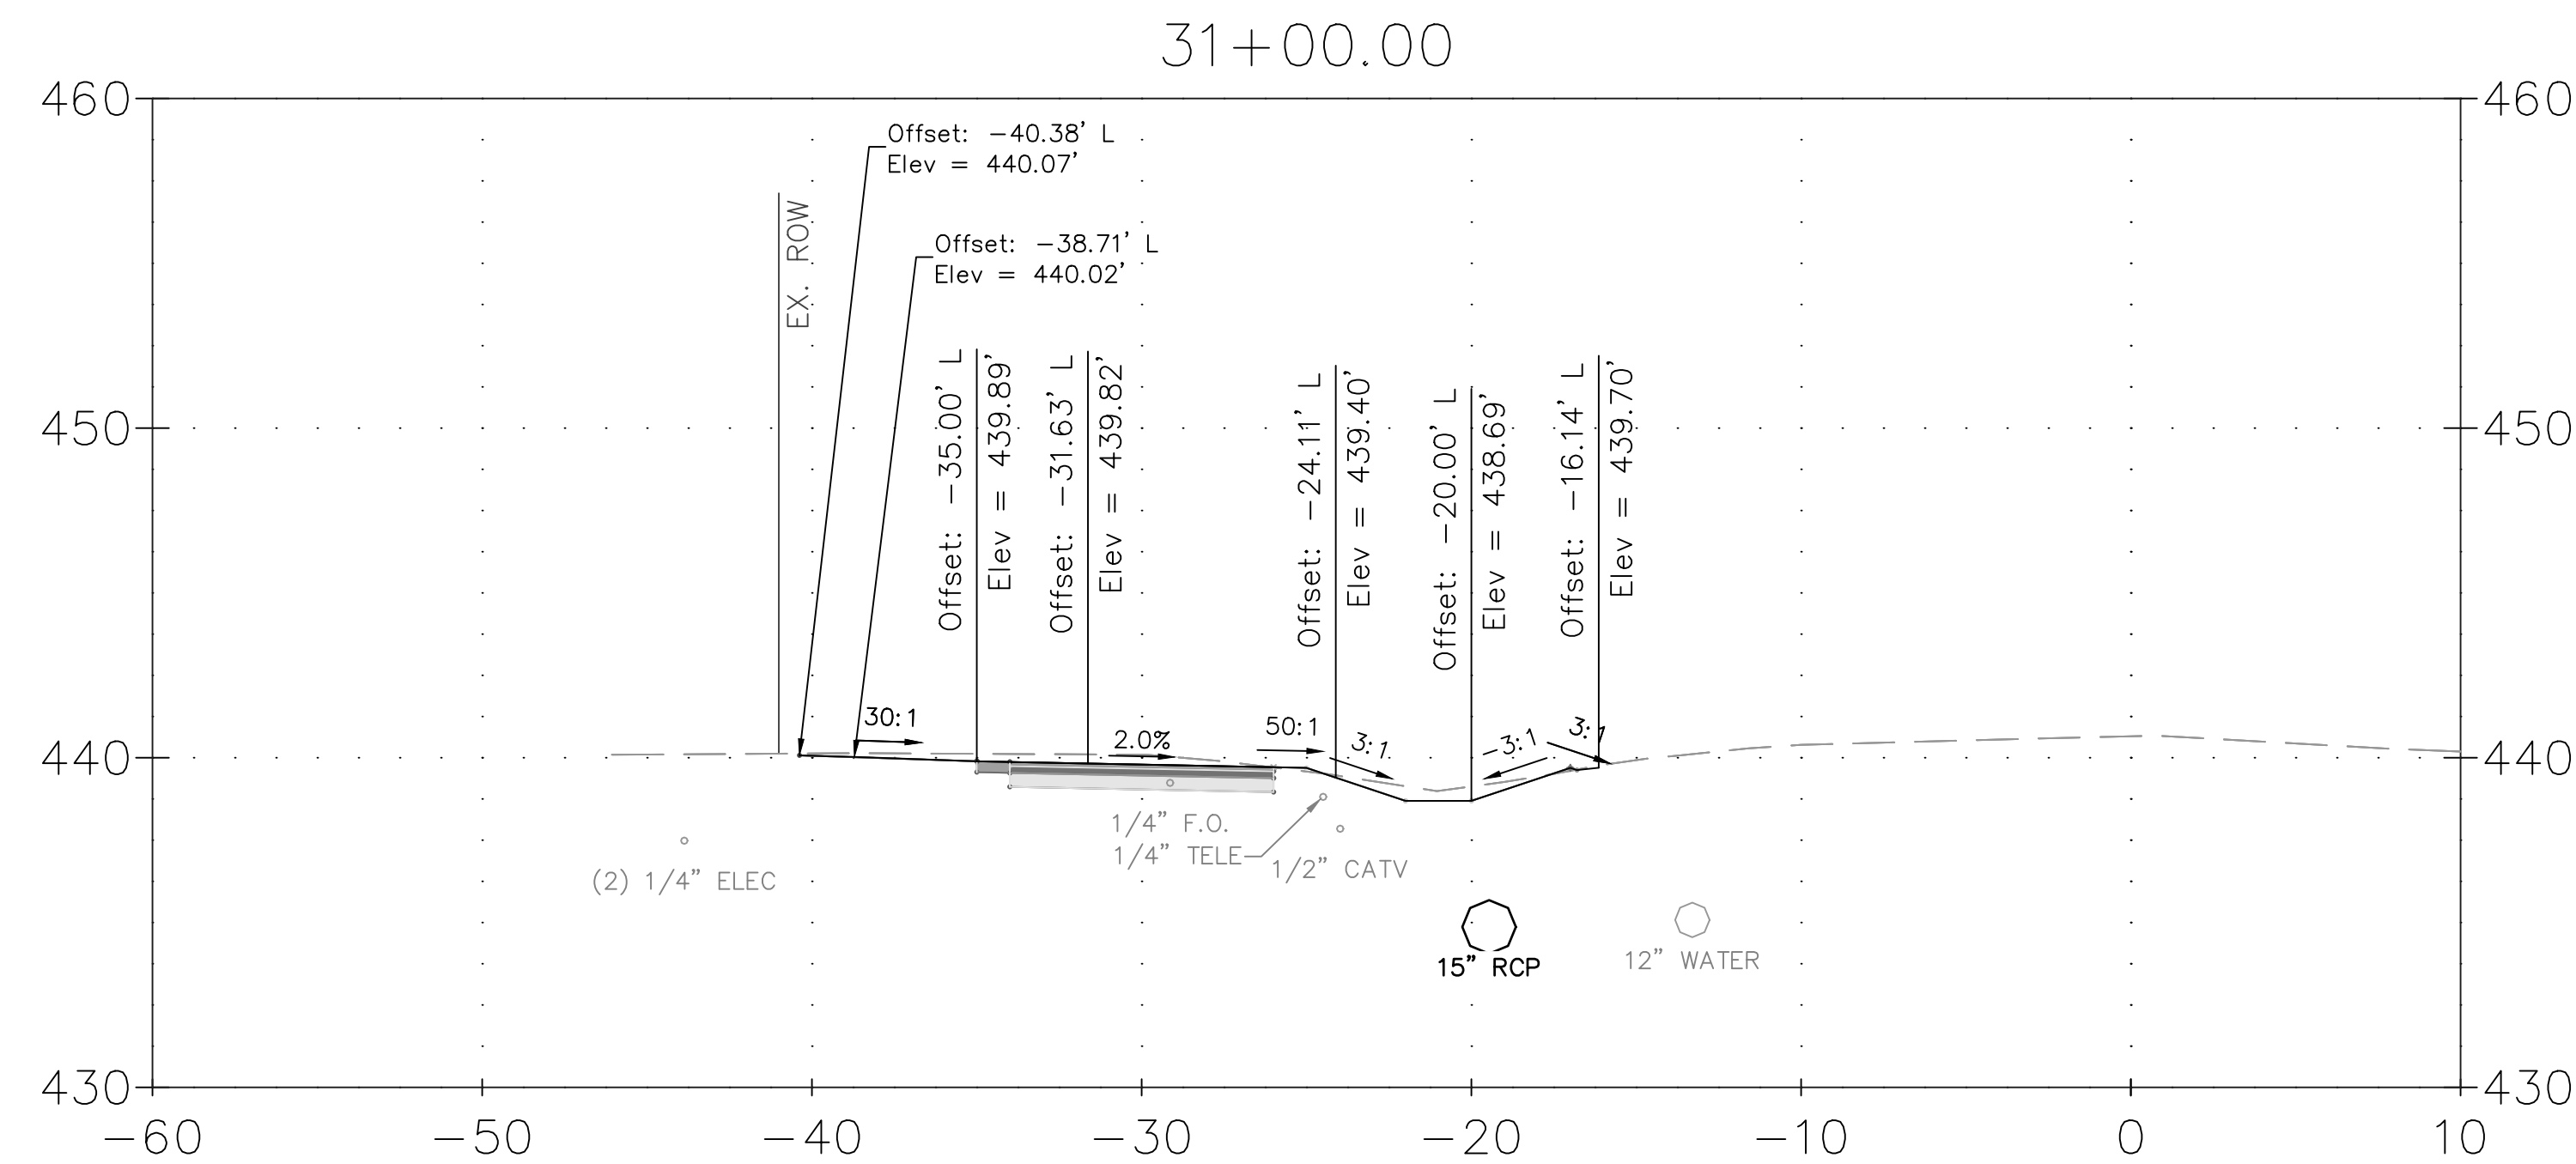 31+00.00
460
460
Offset: -40.38' L
Elev = 440.07'
EX. ROW
Offset: -38.71' L
Elev = 440.02'
Offset: -35.00' L
Elev = 439.89'
Offset: -31.63' L
Elev = 439.82'
Offset: -24.11' L
Elev = 439.40'
Offset: -20.00' L
Elev = 438.69'
Offset: -16.14' L
Elev = 439.70'
450
450
30:1
2.0%
50:1
3:1
-3:1
3:1
440
440
1/4" F.O.
1/4" TELE
1/2" CATV
(2) 1/4" ELEC
15" RCP
12" WATER
430
430
-60
-50
-40
-30
-20
-10
0
10